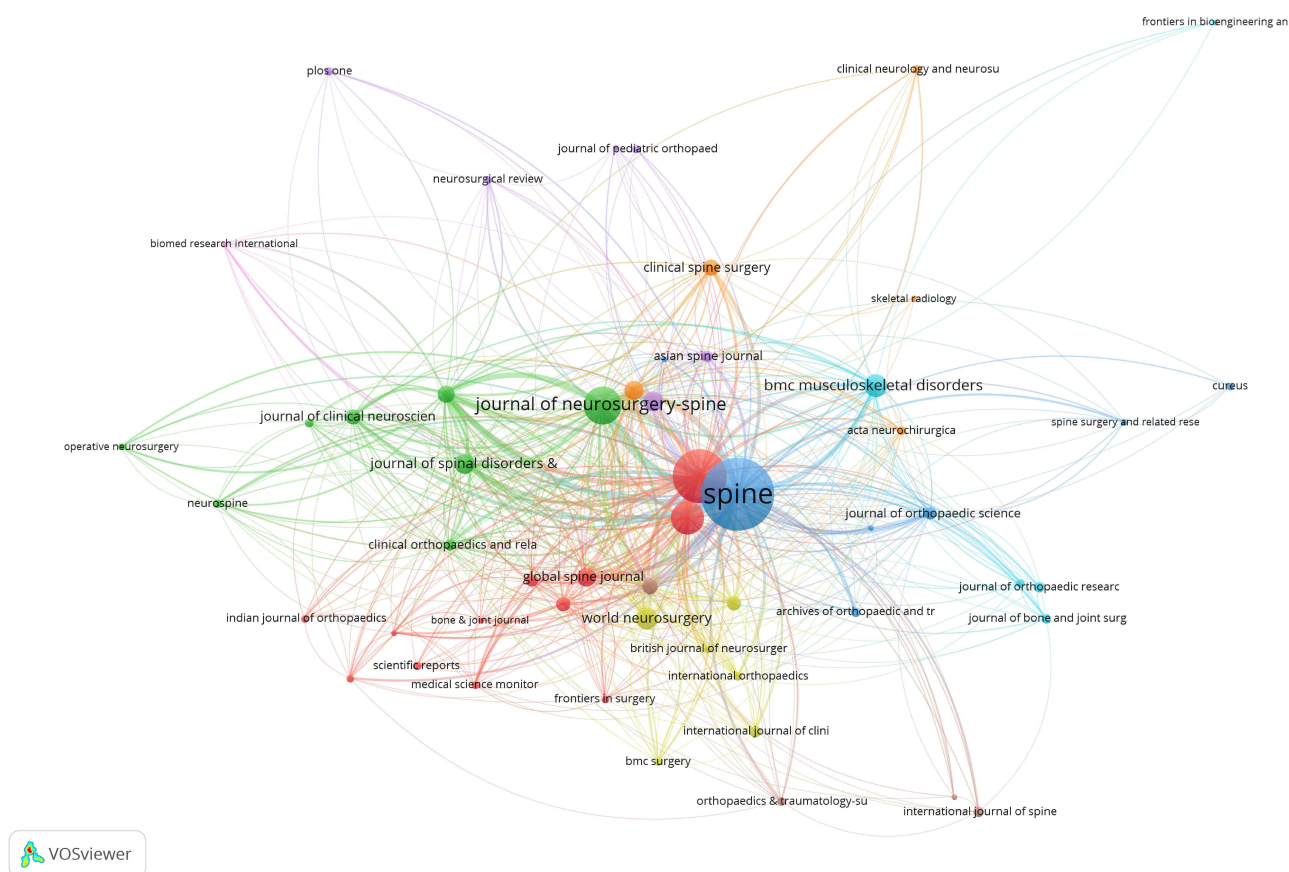 frontiers in bioengineering an
plos one
clinical neurology and neurosu
journal of pediatric orthopaed
neurosurgical review
biomed research international
clinical spine surgery
skeletal radiology
asian spine journal
bmc musculoskeletal disorders
cureus
journal of neurosurgery-spine
journal of clinical neuroscien
spine surgery and related rese
acta neurochirurgica
operative neurosurgery
journal of spinal disorders &
spine
neurospine
journal of orthopaedic science
clinical orthopaedics and rela
global spine journal
journal of orthopaedic researc
archives of orthopaedic and tr
indian journal of orthopaedics
bone & joint journal
world neurosurgery
journal of bone and joint surg
british journal of neurosurger
scientific reports
international orthopaedics
medical science monitor
frontiers in surgery
international journal of clini
bmc surgery
orthopaedics & traumatology-su
international journal of spine
VOSviewer